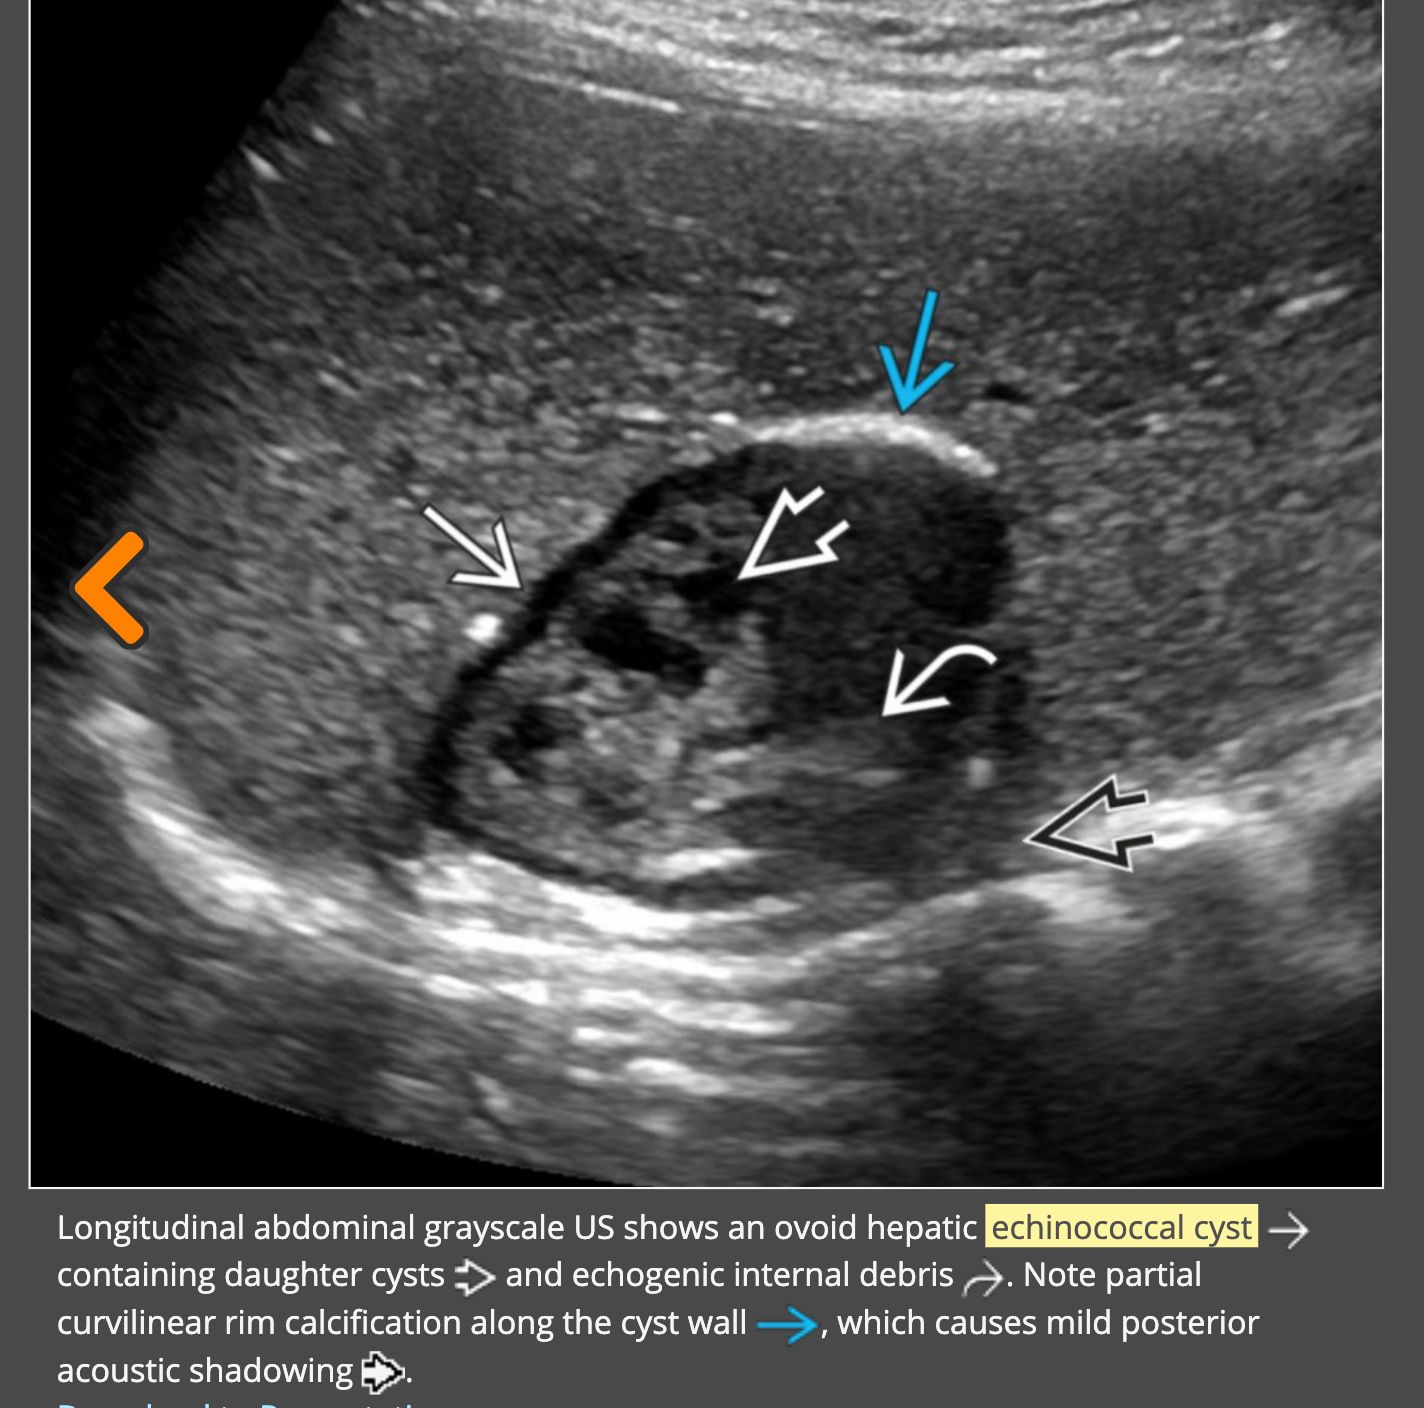 Longitudinal abdominal grayscale US shows an ovoid hepatic echinococcal cyst →
containing daughter cysts and echogenic internal debris . Note partial
curvilinear rim calcification along the cyst wall →, which causes mild posterior
acoustic shadowing .